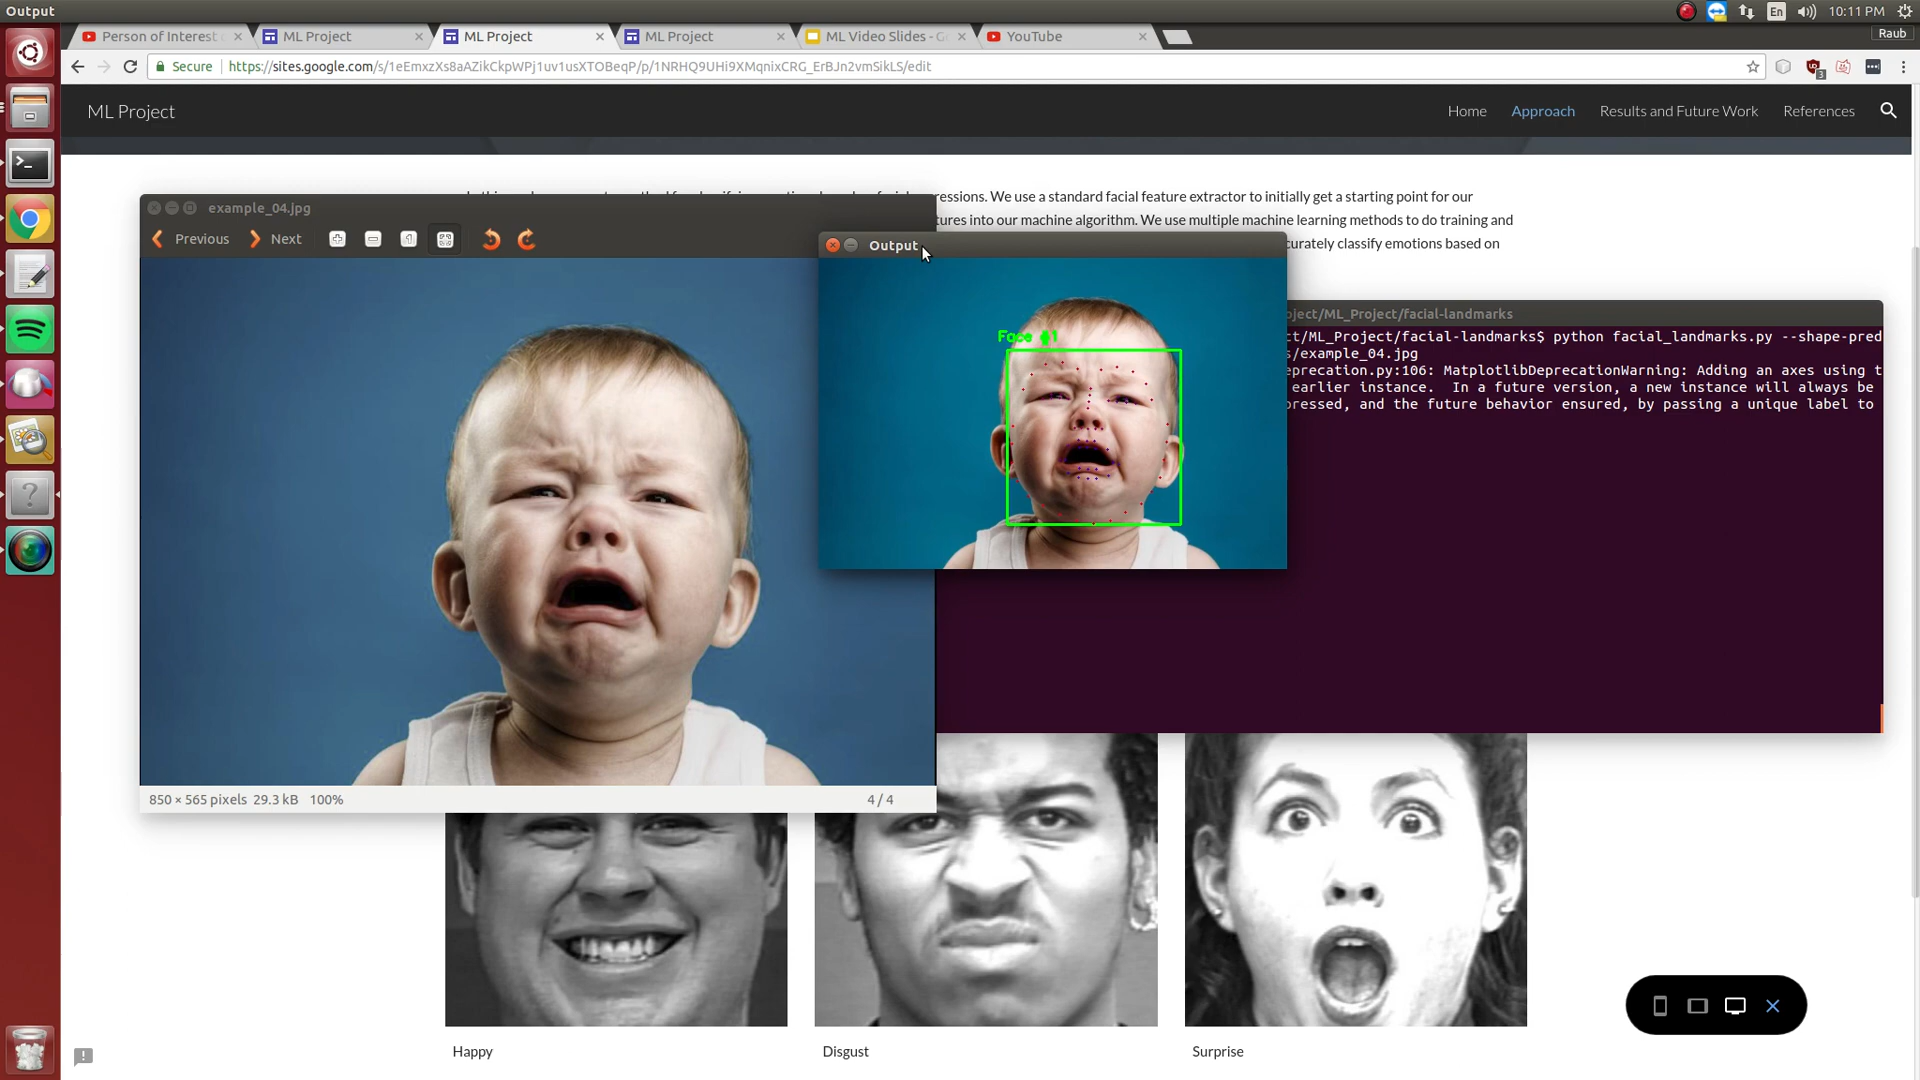 Output
En
10:11 PM
Person of Interest
ML Project
ML Project
ML Project
ML Video Slides - G
YouTube
Raub
Secure
https://sites.google.com/s/1eEmxzXs8aAZikCkpWPj1uv1usXTOBeqP/p/1NRHQ9UHi9XMqnixCRG_ErBJn2vmSikLS/edit
3
ML Project
Home
Approach
Results and Future Work
References
ressions. We use a standard facial feature extractor to initially get a starting point for our
tures into our machine algorithm. We use multiple machine learning methods to do training and
curately classify emotions based on
example_04.jpg
Previous
Next
Output
Face #1
ject/ML_Project/facial-landmarks
ct/ML_Project/facial-landmarks$ python facial_landmarks.py --shape-pred
s/example_04.jpg
eprecation.py:106: MatplotlibDeprecationWarning: Adding an axes using t
earlier instance. In a future version, a new instance will always be
pressed, and the future behavior ensured, by passing a unique label to
850 × 565 pixels 29.3 kB 100%
4 / 4
Happy
Disgust
Surprise